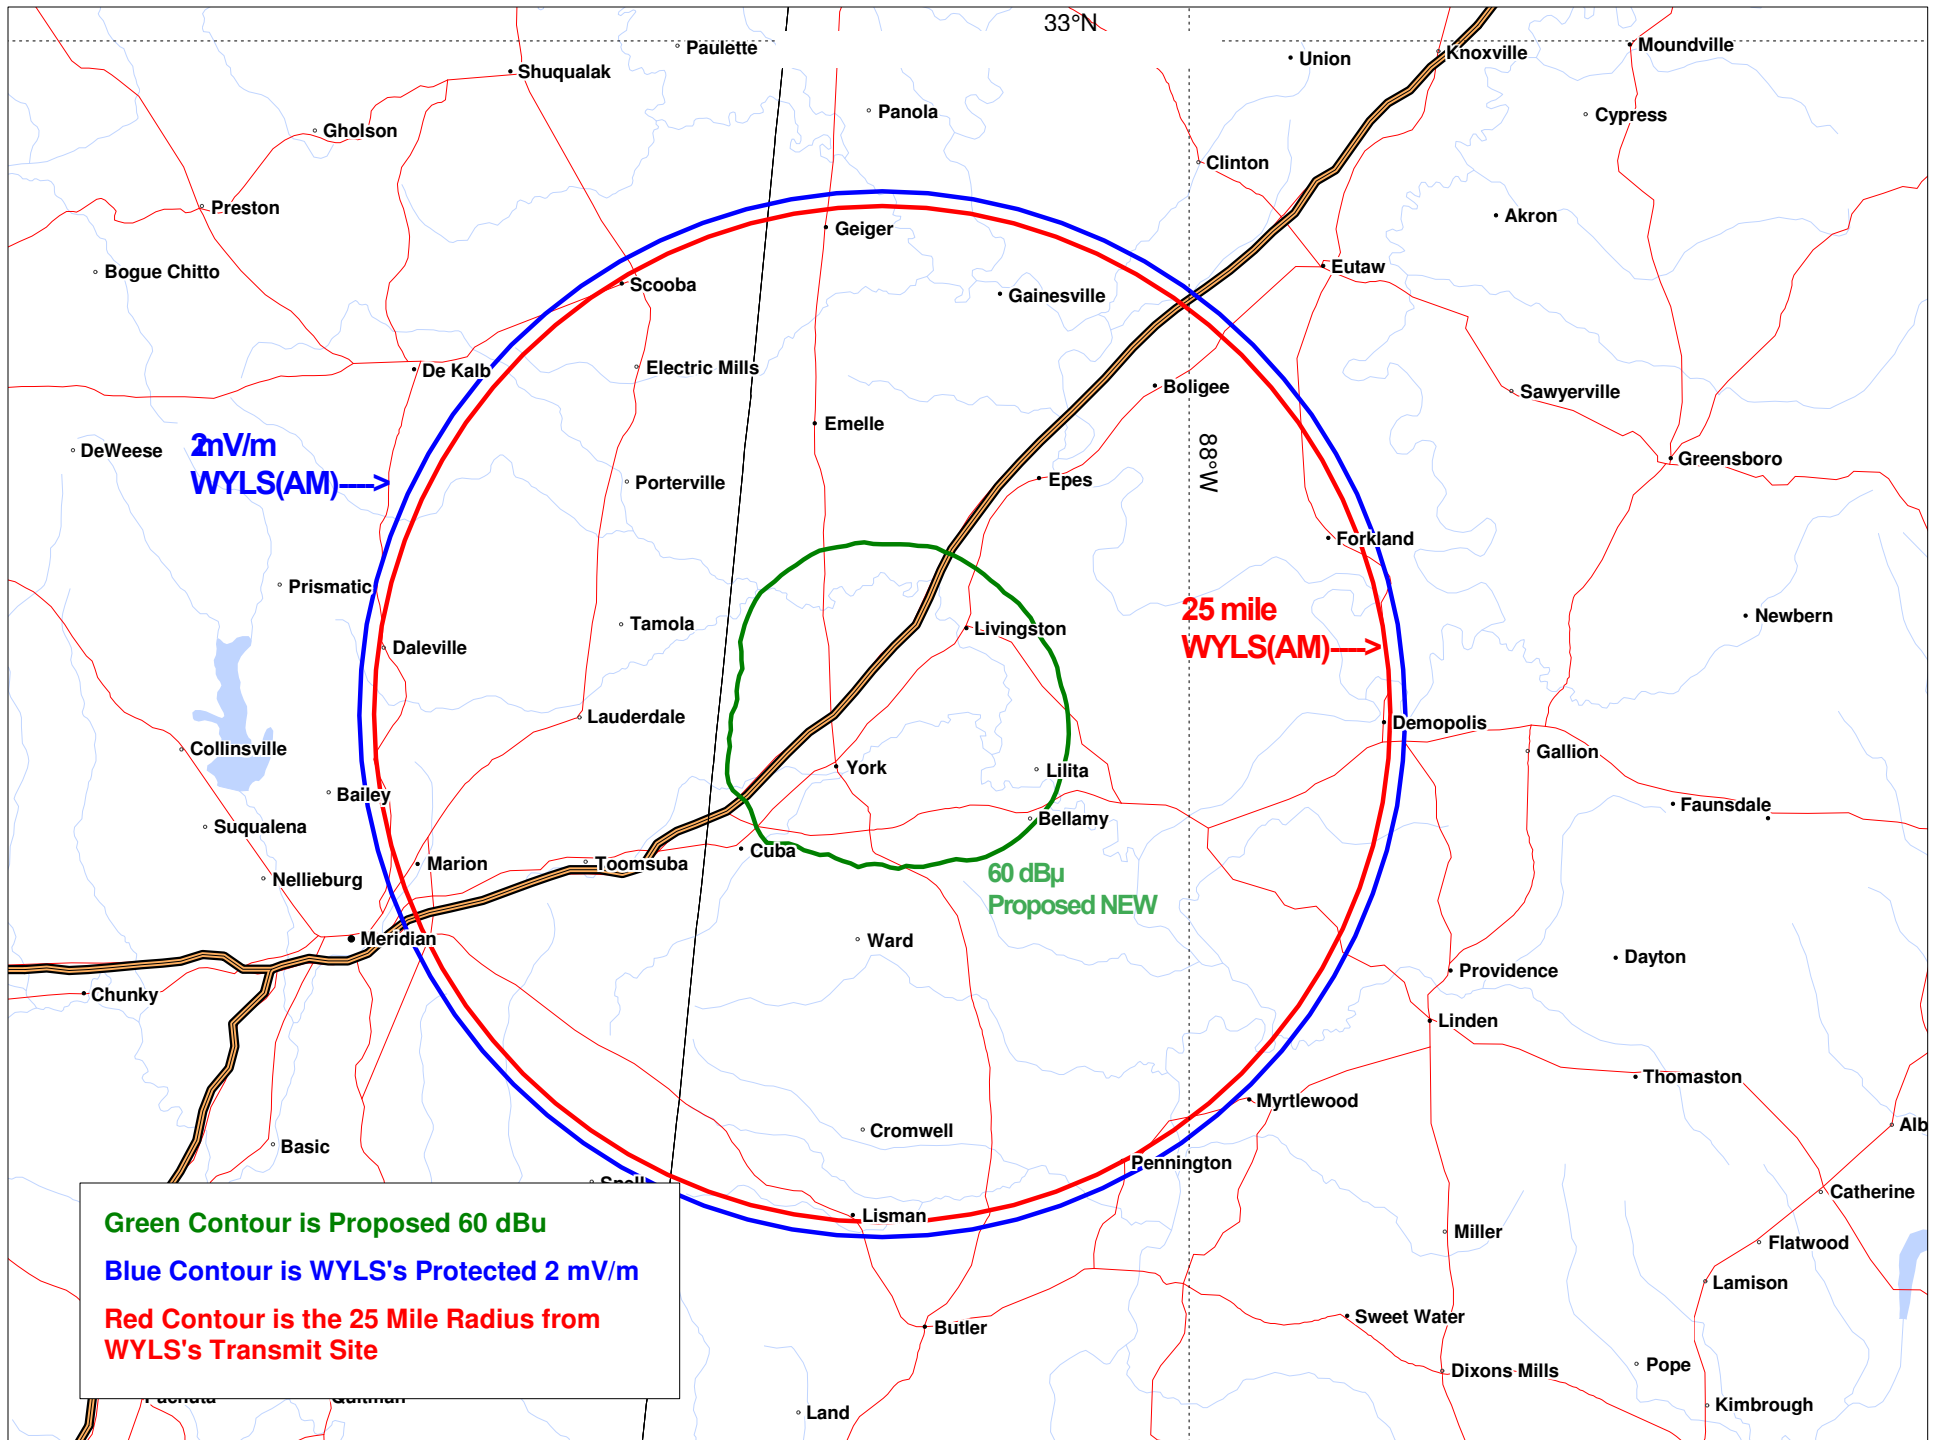 33°N
Paulette
Shuqualak
Union
Knoxville
Moundville
Panola
Cypress
Gholson
Clinton
Preston
Akron
Geiger
Bogue Chitto
Eutaw
Scooba
Gainesville
Electric Mills
De Kalb
Boligee
Sawyerville
Emelle
2mV/m
WYLS(AM)---->
DeWeese
88°W
Greensboro
Porterville
Epes
Forkland
Prismatic
25 mile
WYLS(AM)---->
Newbern
Tamola
Livingston
Daleville
Lauderdale
Demopolis
Collinsville
Gallion
York
Lilita
Bailey
Faunsdale
Suqualena
Bellamy
Cuba
Marion
Toomsuba
Nellieburg
60 dBµ
Proposed NEW
Meridian
Ward
Dayton
Providence
Chunky
Linden
Thomaston
Myrtlewood
Alb
Cromwell
Basic
Pennington
Catherine
Lisman
Miller
Flatwood
Lamison
Green Contour is Proposed 60 dBu
Blue Contour is WYLS's Protected 2 mV/m
Red Contour is the 25 Mile Radius from
WYLS's Transmit Site
Sweet Water
Butler
Pope
Dixons Mills
Kimbrough
Land